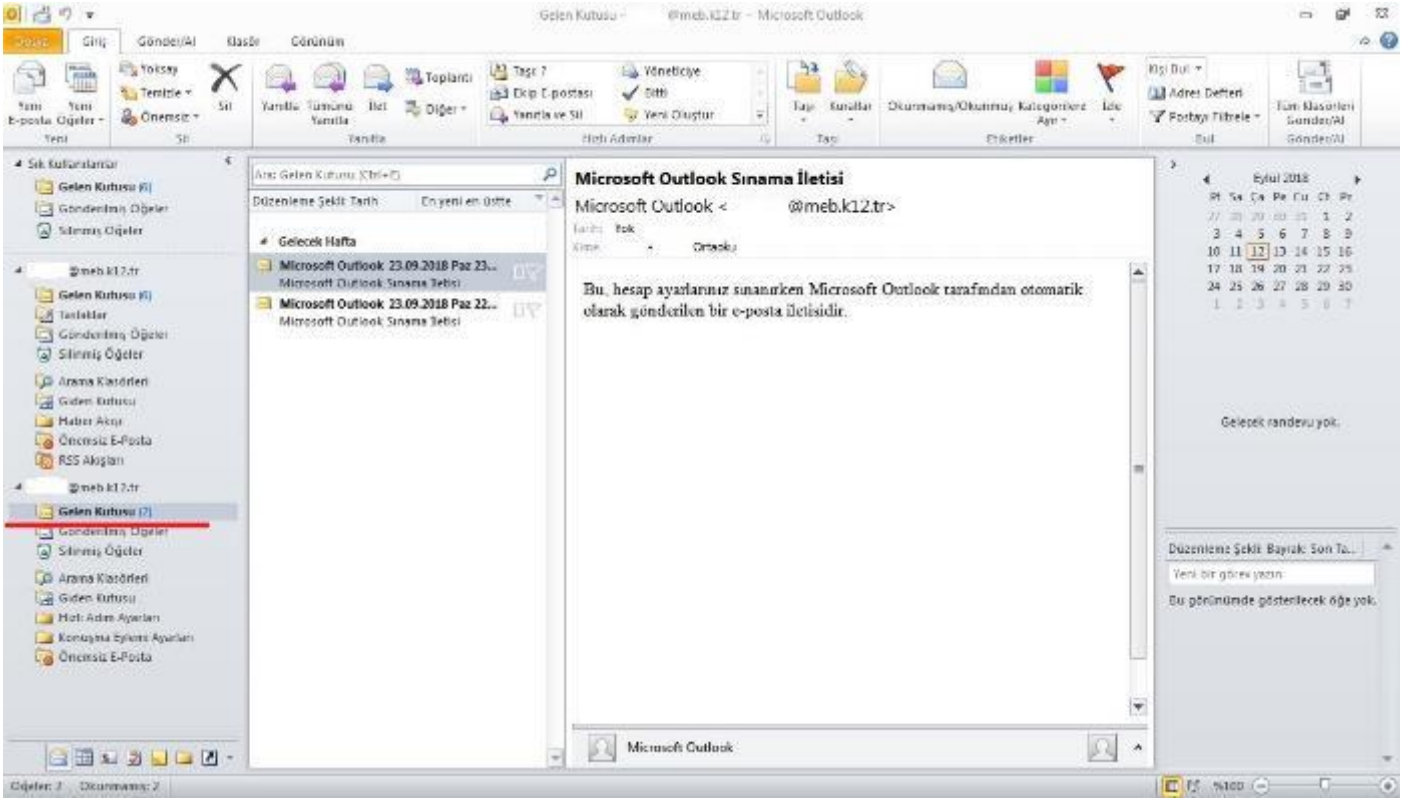 Gelen Kutusu - @meb.k12.tr - Microsoft Outlook
Dosya Giriş Gönder/Al Klasör Görünüm
Yeni E-posta
Yeni Öğeler
Yoksay
Temizle
Önemsiz
Sil
Yanıtla
Tümünü Yanıtla
İlet
Toplantı
Diğer
Taşı: ?
Ekip E-postası
Yanıtla ve Sil
Yöneticiye
Bitti
Yeni Oluştur
Taşı
Kurallar
Okunmamış/Okunmuş
Kategorilere Ayır
İzle
Kişi Bul
Adres Defteri
Postayı Filtrele
Tüm Klasörleri Gönder/Al
Yeni Sil Yanıtla Hızlı Adımlar Taşı Etiketler Bul Gönder/Al
Sık Kullanılanlar
Gelen Kutusu (6)
Gönderilmiş Öğeler
Silinmiş Öğeler
@meb.k12.tr
Gelen Kutusu (6)
Taslaklar
Gönderilmiş Öğeler
Silinmiş Öğeler
Arama Klasörleri
Giden Kutusu
Haber Akışı
Önemsiz E-Posta
RSS Akışları
@meb.k12.tr
Gelen Kutusu (2)
Gönderilmiş Öğeler
Silinmiş Öğeler
Arama Klasörleri
Giden Kutusu
Hızlı Adım Ayarları
Konuşma Eylemi Ayarları
Önemsiz E-Posta
Ara: Gelen Kutusu (Ctrl+E)
Düzenleme Şekli: Tarih En yeni en üstte
Gelecek Hafta
Microsoft Outlook 23.09.2018 Paz 23...
Microsoft Outlook Sınama İletisi
Microsoft Outlook 23.09.2018 Paz 22...
Microsoft Outlook Sınama İletisi
Microsoft Outlook Sınama İletisi
Microsoft Outlook < @meb.k12.tr>
Tarih: Yok
Kime: - Ortaoku
Bu, hesap ayarlarınız sınanırken Microsoft Outlook tarafından otomatik
olarak gönderilen bir e-posta iletisidir.
Microsoft Outlook
Eylül 2018
Pt Sa Ça Pe Cu Ct Pz
27 28 29 30 31 1 2
3 4 5 6 7 8 9
10 11 12 13 14 15 16
17 18 19 20 21 22 23
24 25 26 27 28 29 30
1 2 3 4 5 6 7
Gelecek randevu yok.
Düzenleme Şekli: Bayrak: Son Ta...
Yeni bir görev yazın
Bu görünümde gösterilecek öğe yok.
Öğeler: 2 Okunmamış: 2
%100